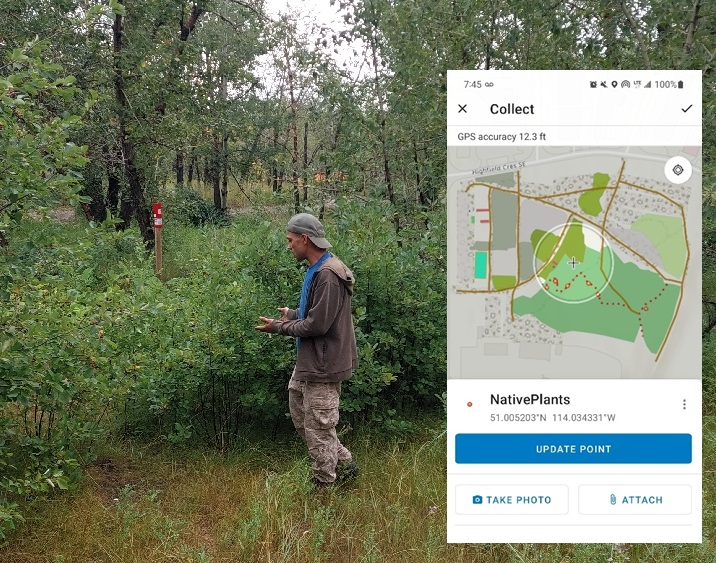 7:45
LTE
100%
Collect
GPS accuracy 12.3 ft
Highfield Cres SE
NativePlants
51.005203°N 114.034331°W
UPDATE POINT
TAKE PHOTO
ATTACH